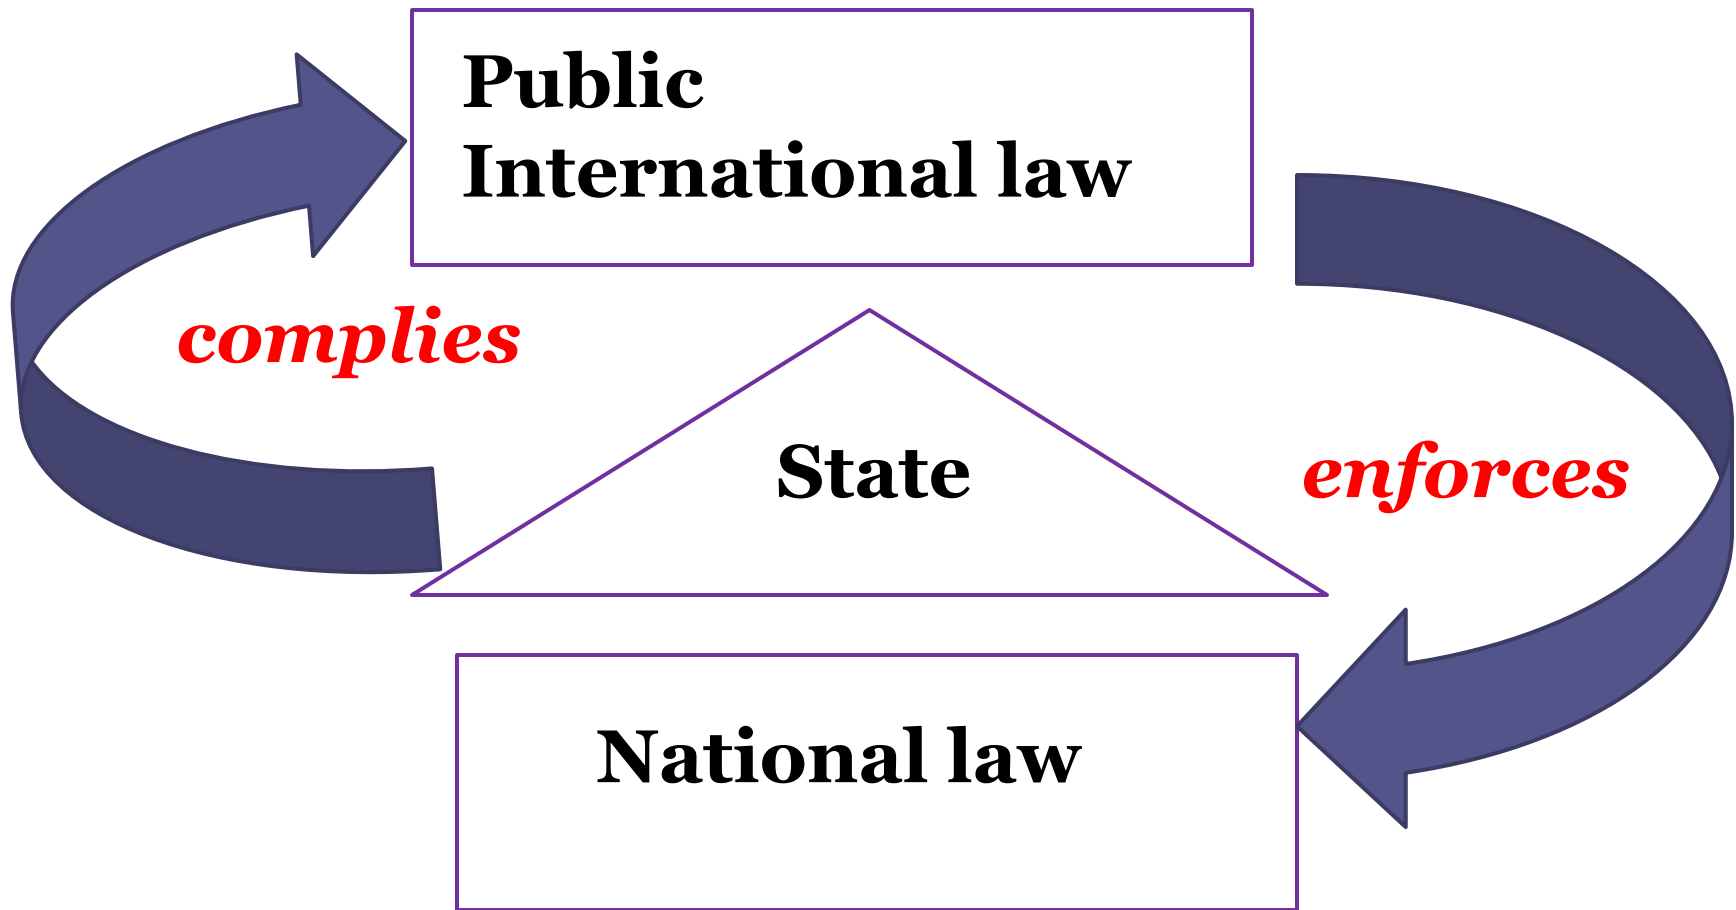 Public
International law
complies
State
enforces
National law